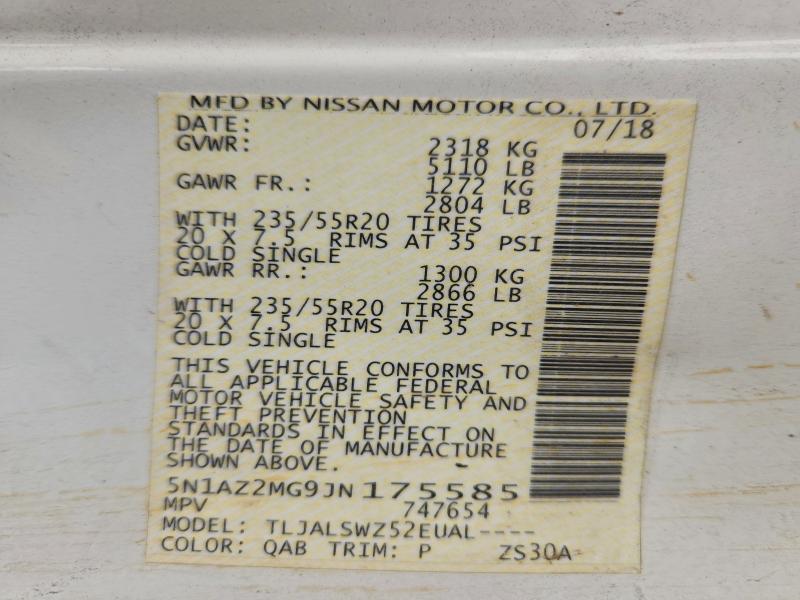 MFD BY NISSAN MOTOR CO., LTD.
DATE: 07/18
GVWR: 2318 KG
5110 LB
GAWR FR.: 1272 KG
2804 LB
WITH 235/55R20 TIRES
20 X 7.5 RIMS AT 35 PSI
COLD SINGLE
GAWR RR.: 1300 KG
2866 LB
WITH 235/55R20 TIRES
20 X 7.5 RIMS AT 35 PSI
COLD SINGLE
THIS VEHICLE CONFORMS TO
ALL APPLICABLE FEDERAL
MOTOR VEHICLE SAFETY AND
THEFT PREVENTION
STANDARDS IN EFFECT ON
THE DATE OF MANUFACTURE
SHOWN ABOVE.
5N1AZ2MG9JN175585
MPV 747654
MODEL: TLJALSWZ52EUAL----
COLOR: QAB TRIM: P ZS30A